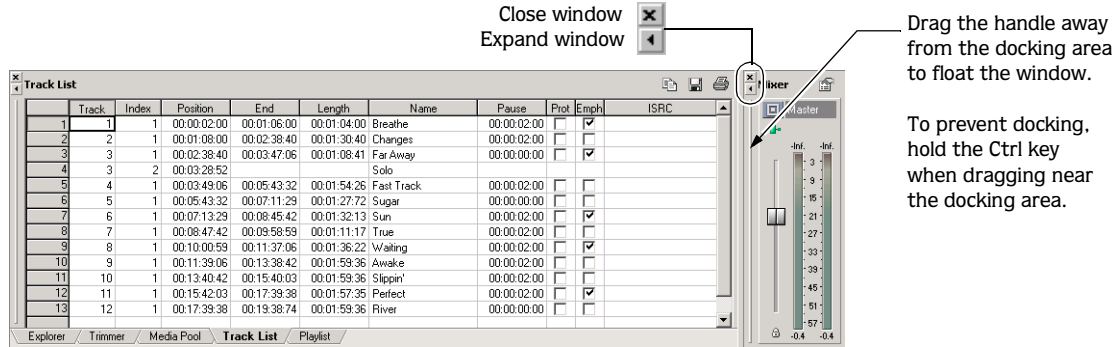 Close window
Expand window
Drag the handle away
from the docking area
to float the window.
To prevent docking,
hold the Ctrl key
when dragging near
the docking area.
Track List
Track Index Position End Length Name Pause Prot Emph ISRC
1 1 1 00:00:02:00 00:01:06:00 00:01:04:00 Breathe 00:00:02:00
2 2 1 00:01:08:00 00:02:38:40 00:01:30:40 Changes 00:00:02:00
3 3 1 00:02:38:40 00:03:47:06 00:01:08:41 Far Away 00:00:00:00
4 3 2 00:03:28:52 Solo
5 4 1 00:03:49:06 00:05:43:32 00:01:54:26 Fast Track 00:00:02:00
6 5 1 00:05:43:32 00:07:11:29 00:01:27:72 Sugar 00:00:00:00
7 6 1 00:07:13:29 00:08:45:42 00:01:32:13 Sun 00:00:02:00
8 7 1 00:08:47:42 00:09:58:59 00:01:11:17 True 00:00:02:00
9 8 1 00:10:00:59 00:11:37:06 00:01:36:22 Waiting 00:00:02:00
10 9 1 00:11:39:06 00:13:38:42 00:01:59:36 Awake 00:00:02:00
11 10 1 00:13:40:42 00:15:40:03 00:01:59:36 Slippin' 00:00:02:00
12 11 1 00:15:42:03 00:17:39:38 00:01:57:35 Perfect 00:00:02:00
13 12 1 00:17:39:38 00:19:38:74 00:01:59:36 River 00:00:00:00
Explorer Trimmer Media Pool Track List Playlist
Mixer
Master
-Inf. -Inf.
3
9
15
21
27
33
39
45
51
57
-0.4 -0.4